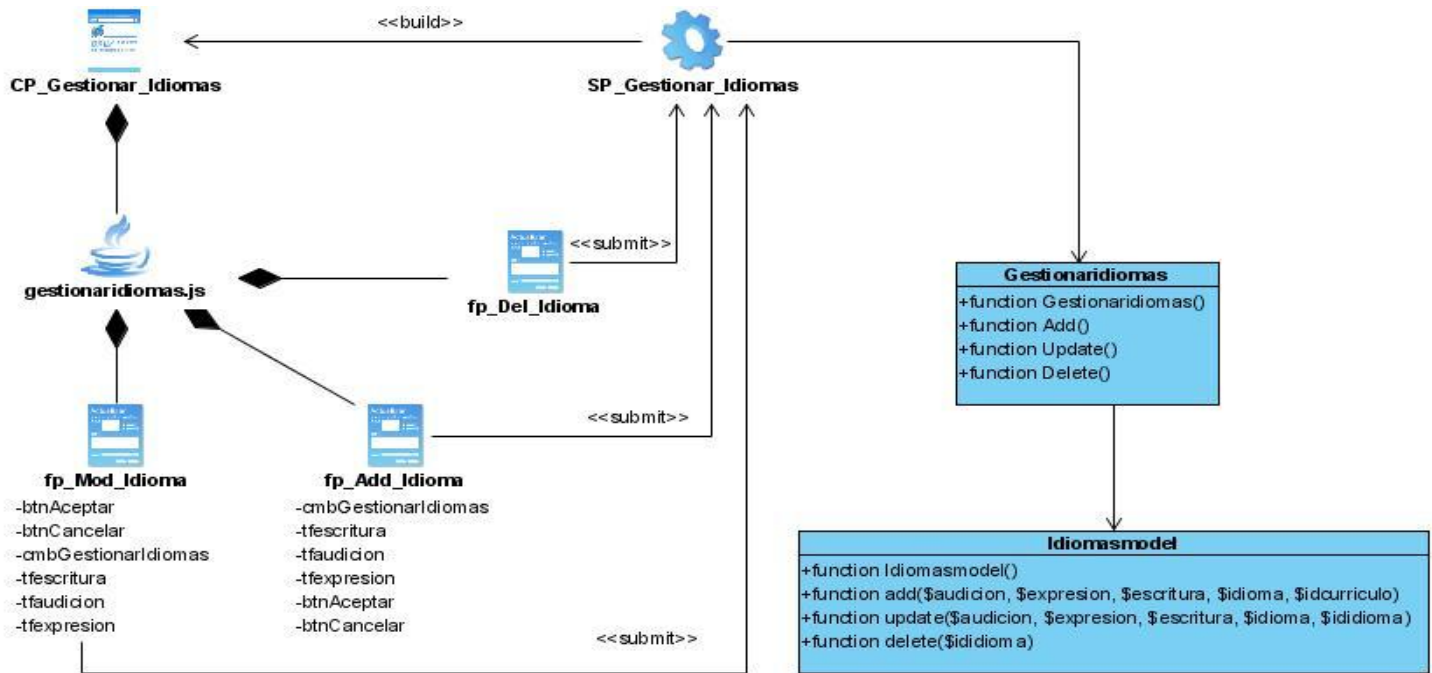 <<build>>
CP_Gestionar_Idiomas
SP_Gestionar_Idiomas
gestionaridiomas.js
<<submit>>
fp_Del_Idioma
Gestionaridiomas
+function Gestionaridiomas()
+function Add()
+function Update()
+function Delete()
<<submit>>
fp_Mod_Idioma
-btnAceptar
-btnCancelar
-cmbGestionarIdiomas
-tfescritura
-tfaudicion
-tfexpresion
fp_Add_Idioma
-cmbGestionarIdiomas
-tfescritura
-tfaudicion
-tfexpresion
-btnAceptar
-btnCancelar
<<submit>>
Idiomasmodel
+function Idiomasmodel()
+function add($audicion, $expresion, $escritura, $idioma, $idcurriculo)
+function update($audicion, $expresion, $escritura, $idioma, $ididioma)
+function delete($ididioma)